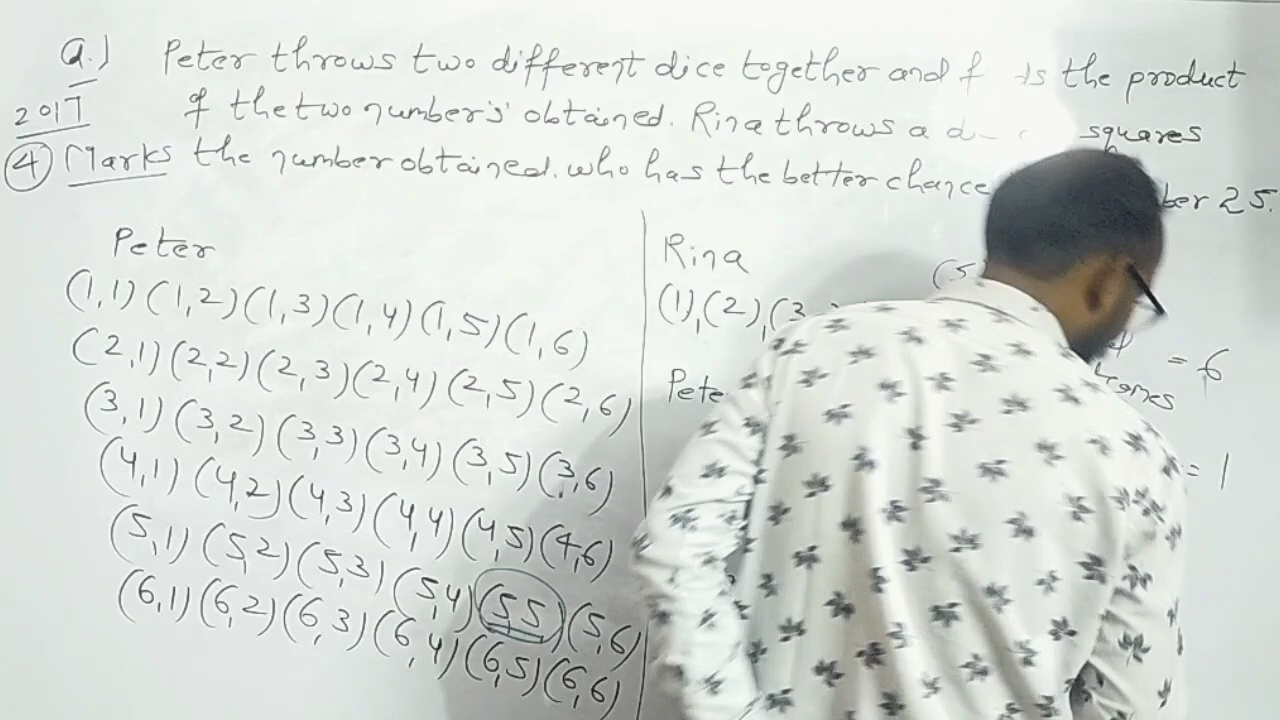 Q.) Peter throws two different dice together and f is the product
2017 of the two number's obtained. Rina throws a squares
4 Marks the number obtained. who has the better chance ber 25.
Peter
(1,1) (1,2) (1,3) (1,4) (1,5) (1,6)
(2,1) (2,2) (2,3) (2,4) (2,5) (2,6)
(3,1) (3,2) (3,3) (3,4) (3,5) (3,6)
(4,1) (4,2) (4,3) (4,4) (4,5) (4,6)
(5,1) (5,2) (5,3) (5,4) (5,5) (5,6)
(6,1) (6,2) (6,3) (6,4) (6,5) (6,6)
Rina
(5
(1),(2),(3
= 6
Pete
= 1